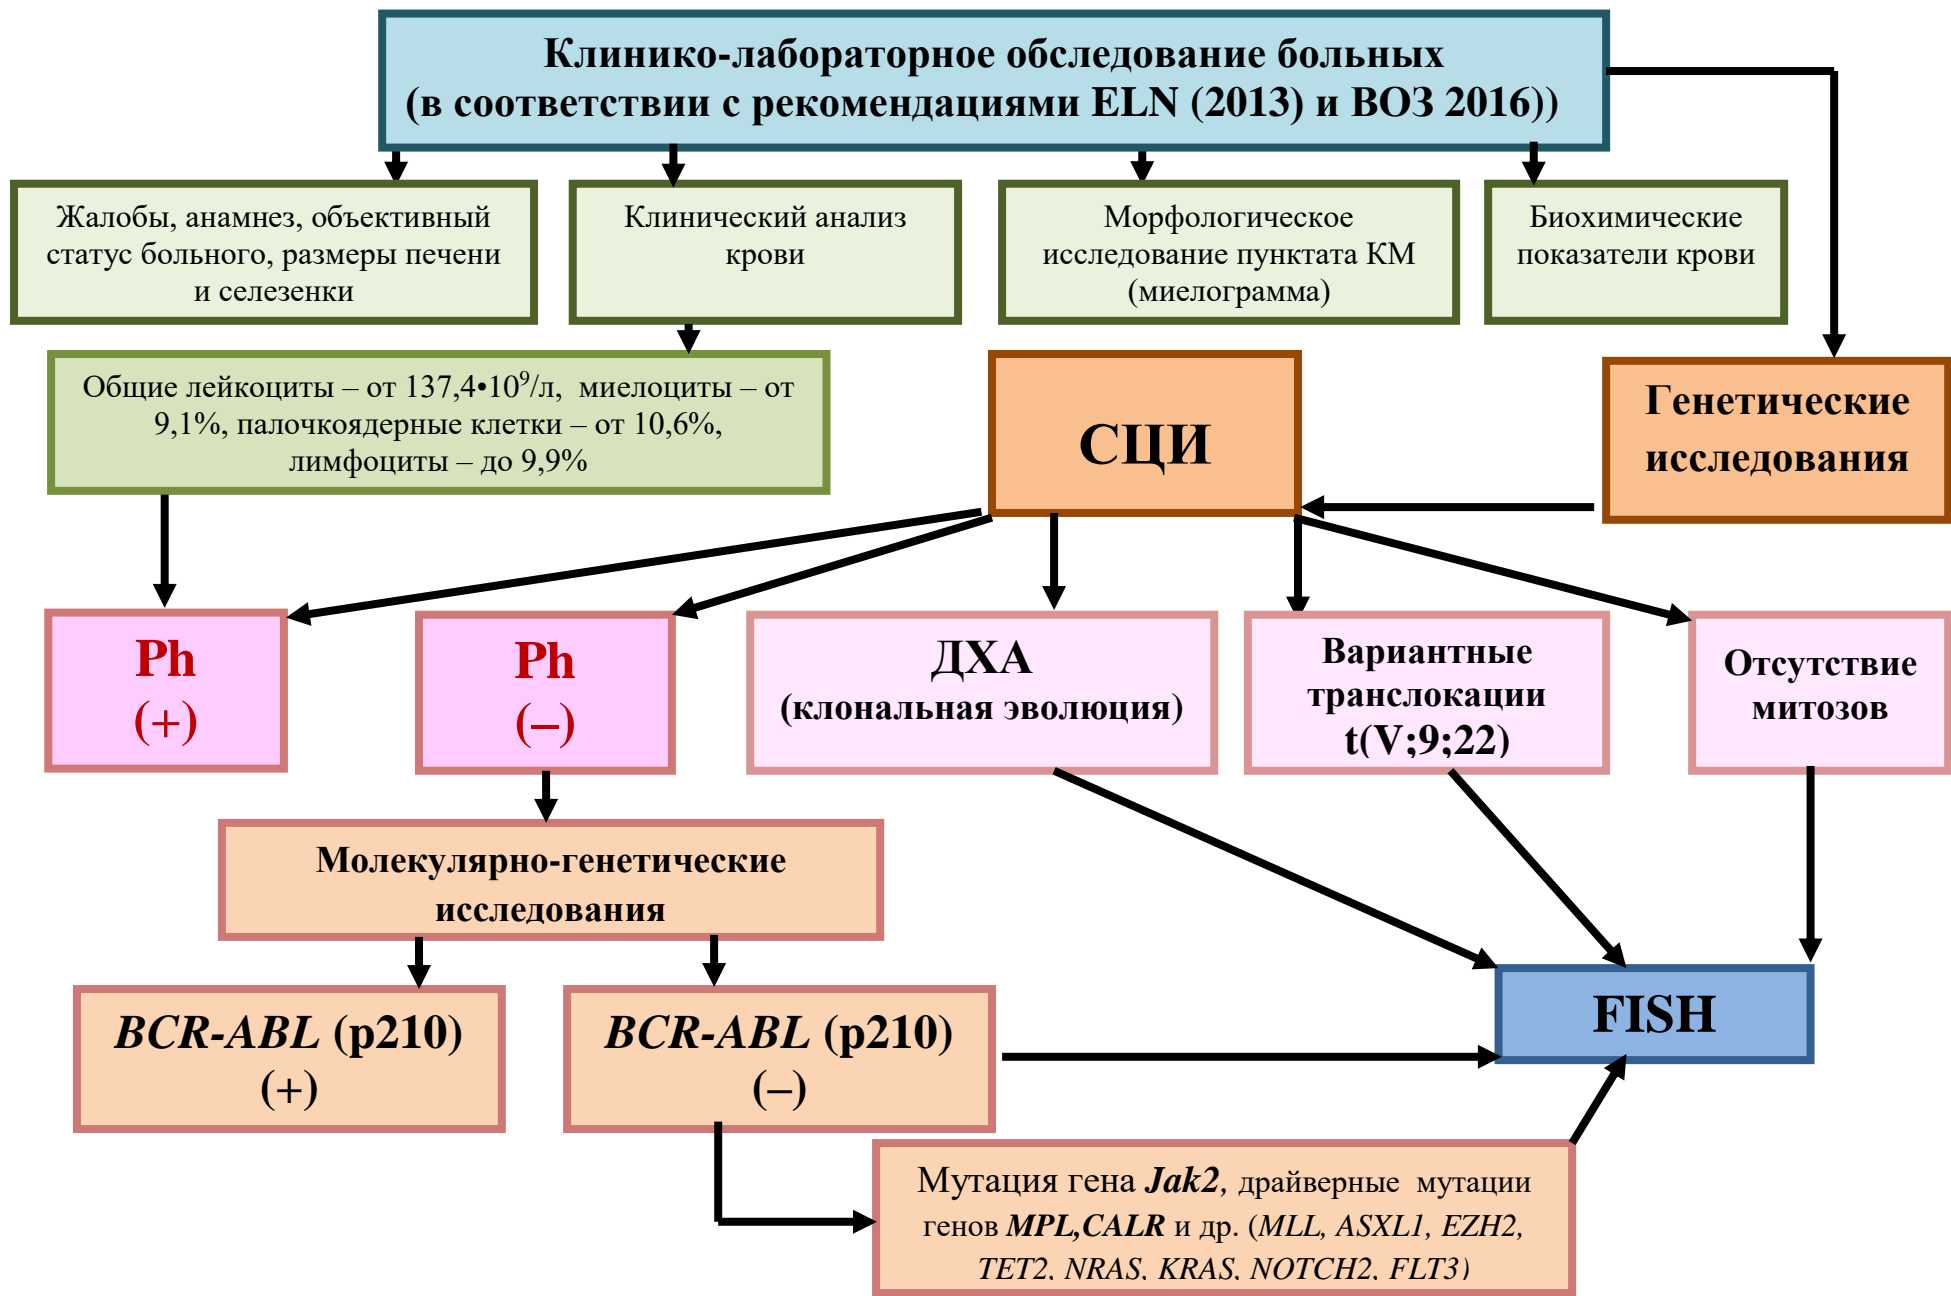 Клинико-лабораторное обследование больных
(в соответствии с рекомендациями ELN (2013) и ВОЗ 2016))
Жалобы, анамнез, объективный
статус больного, размеры печени
и селезенки
Клинический анализ
крови
Морфологическое
исследование пунктата КМ
(миелограмма)
Биохимические
показатели крови
Общие лейкоциты – от 137,4•10⁹/л, миелоциты – от
9,1%, палочкоядерные клетки – от 10,6%,
лимфоциты – до 9,9%
СЦИ
Генетические
исследования
Ph
(+)
Ph
(–)
ДХА
(клональная эволюция)
Вариантные
транслокации
t(V;9;22)
Отсутствие
митозов
Молекулярно-генетические
исследования
BCR-ABL (p210)
(+)
BCR-ABL (p210)
(–)
FISH
Мутация гена Jak2, драйверные мутации
генов MPL,CALR и др. (MLL, ASXL1, EZH2,
TET2, NRAS, KRAS, NOTCH2, FLT3)